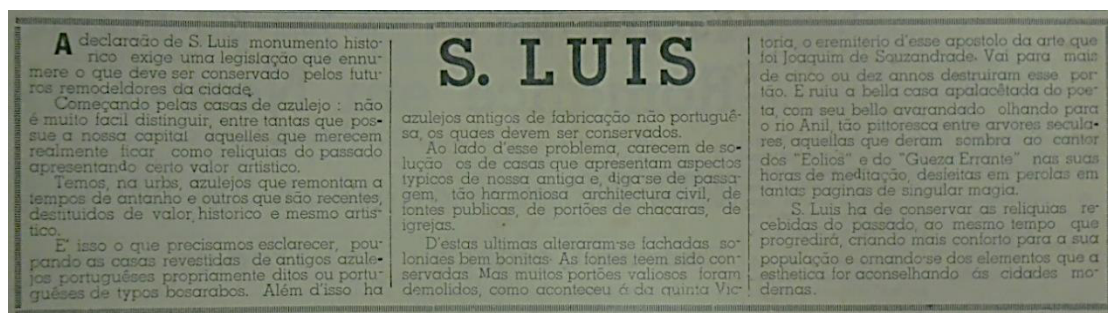 A declaraão de S. Luis monumento histo-
rico exige uma legislação que ennu-
mere o que deve ser conservado pelos futu-
ros remodeldores da cidade.
Começando pelas casas de azulejo : não
é muito facil distinguir, entre tantas que pos-
sue a nossa capital aquelles que merecem
realmente ficar como reliquias do passado
apresentando certo valor artistico.
Temos, na urbs, azulejos que remontam a
tempos de antanho e outros que são recentes,
destituidos de valor historico e mesmo artis-
tico.
E' isso o que precisamos esclarecer, pou-
pando as casas revestidas de antigos azule-
jos portuguêses propriamente ditos ou portu-
guêses de typos bosarabos. Além d'isso ha
S. LUIS
azulejos antigos de fabricação não portuguê-
sa, os quaes devem ser conservados.
Ao lado d'esse problema, carecem de so-
lução os de casas que apresentam aspectos
typicos de nossa antiga e, diga-se de passa-
gem, tão harmoniosa architectura civil, de
fontes publicas, de portões de chacaras, de
igrejas.
D'estas ultimas alteraram-se fachadas so-
loniaes bem bonitas. As fontes teem sido con-
servadas. Mas muitos portões valiosos foram
demolidos, como aconteceu á da quinta Vic-
toria, o eremiterio d'esse apostolo da arte que
foi Joaquim de Souzandrade. Vai para mais
de cinco ou dez annos destruiram esse por-
tão. E ruiu a bella casa apalacêtada do poe-
ta, com seu bello avarandado olhando para
o rio Anil, tão pittoresca entre arvores secula-
res, aquellas que deram sombra ao cantor
dos "Eolios" e do "Gueza Errante" nas suas
horas de meditação, desfeitas em perolas em
tantas paginas de singular magia.
S. Luis ha de conservar as reliquias re-
cebidas do passado, ao mesmo tempo que
progredirá, criando mais conforto para a sua
população e ornando-se dos elementos que a
esthetica for aconselhando ás cidades mo-
dernas.